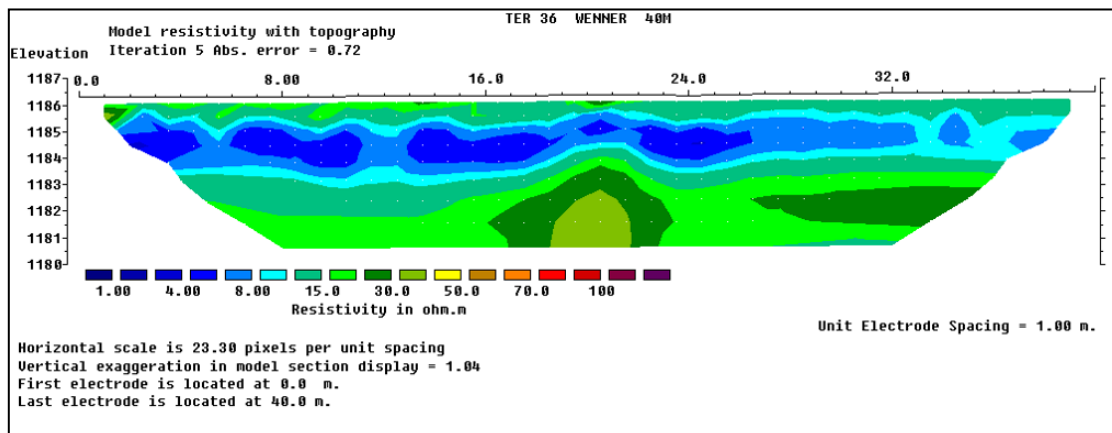 TER 36 WENNER 40M
Model resistivity with topography
Iteration 5 Abs. error = 0.72
Elevation
0.0 8.00 16.0 24.0 32.0
1187
1186
1185
1184
1183
1182
1181
1180
1.00 4.00 8.00 15.0 30.0 50.0 70.0 100
Resistivity in ohm.m
Unit Electrode Spacing = 1.00 m.
Horizontal scale is 23.30 pixels per unit spacing
Vertical exaggeration in model section display = 1.04
First electrode is located at 0.0 m.
Last electrode is located at 40.0 m.